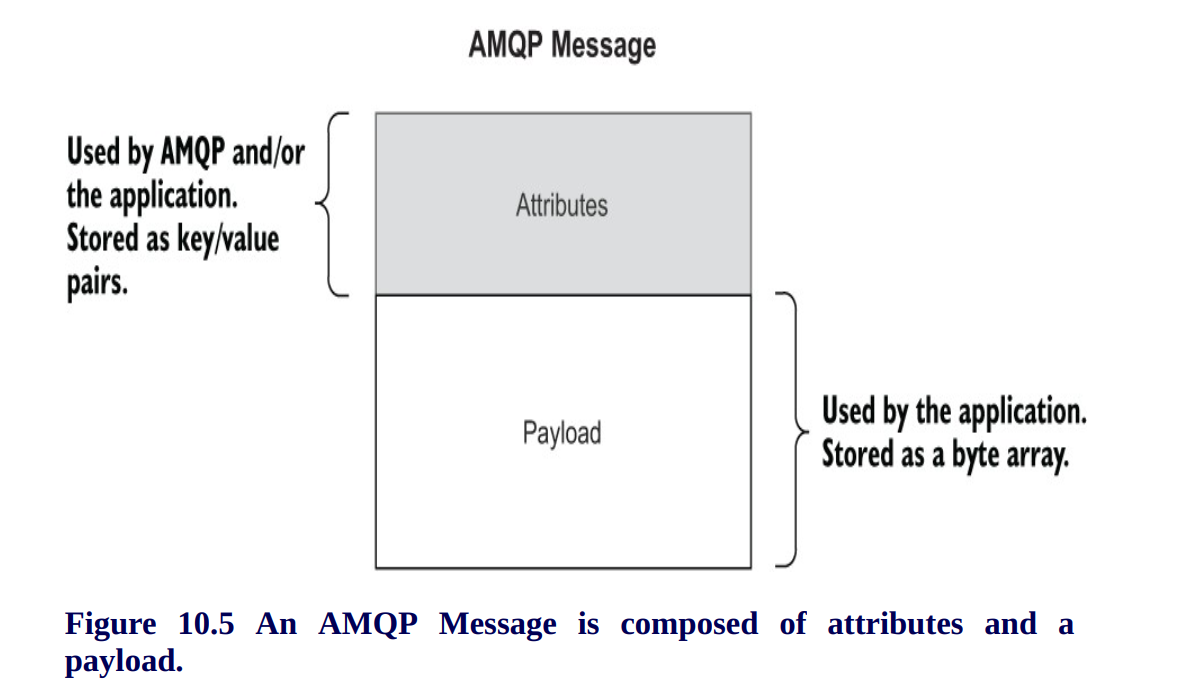 AMQP Message
Used by AMQP and/or
the application.
Stored as key/value
pairs.
Attributes
Payload
Used by the application.
Stored as a byte array.
Figure 10.5 An AMQP Message is composed of attributes and a
payload.